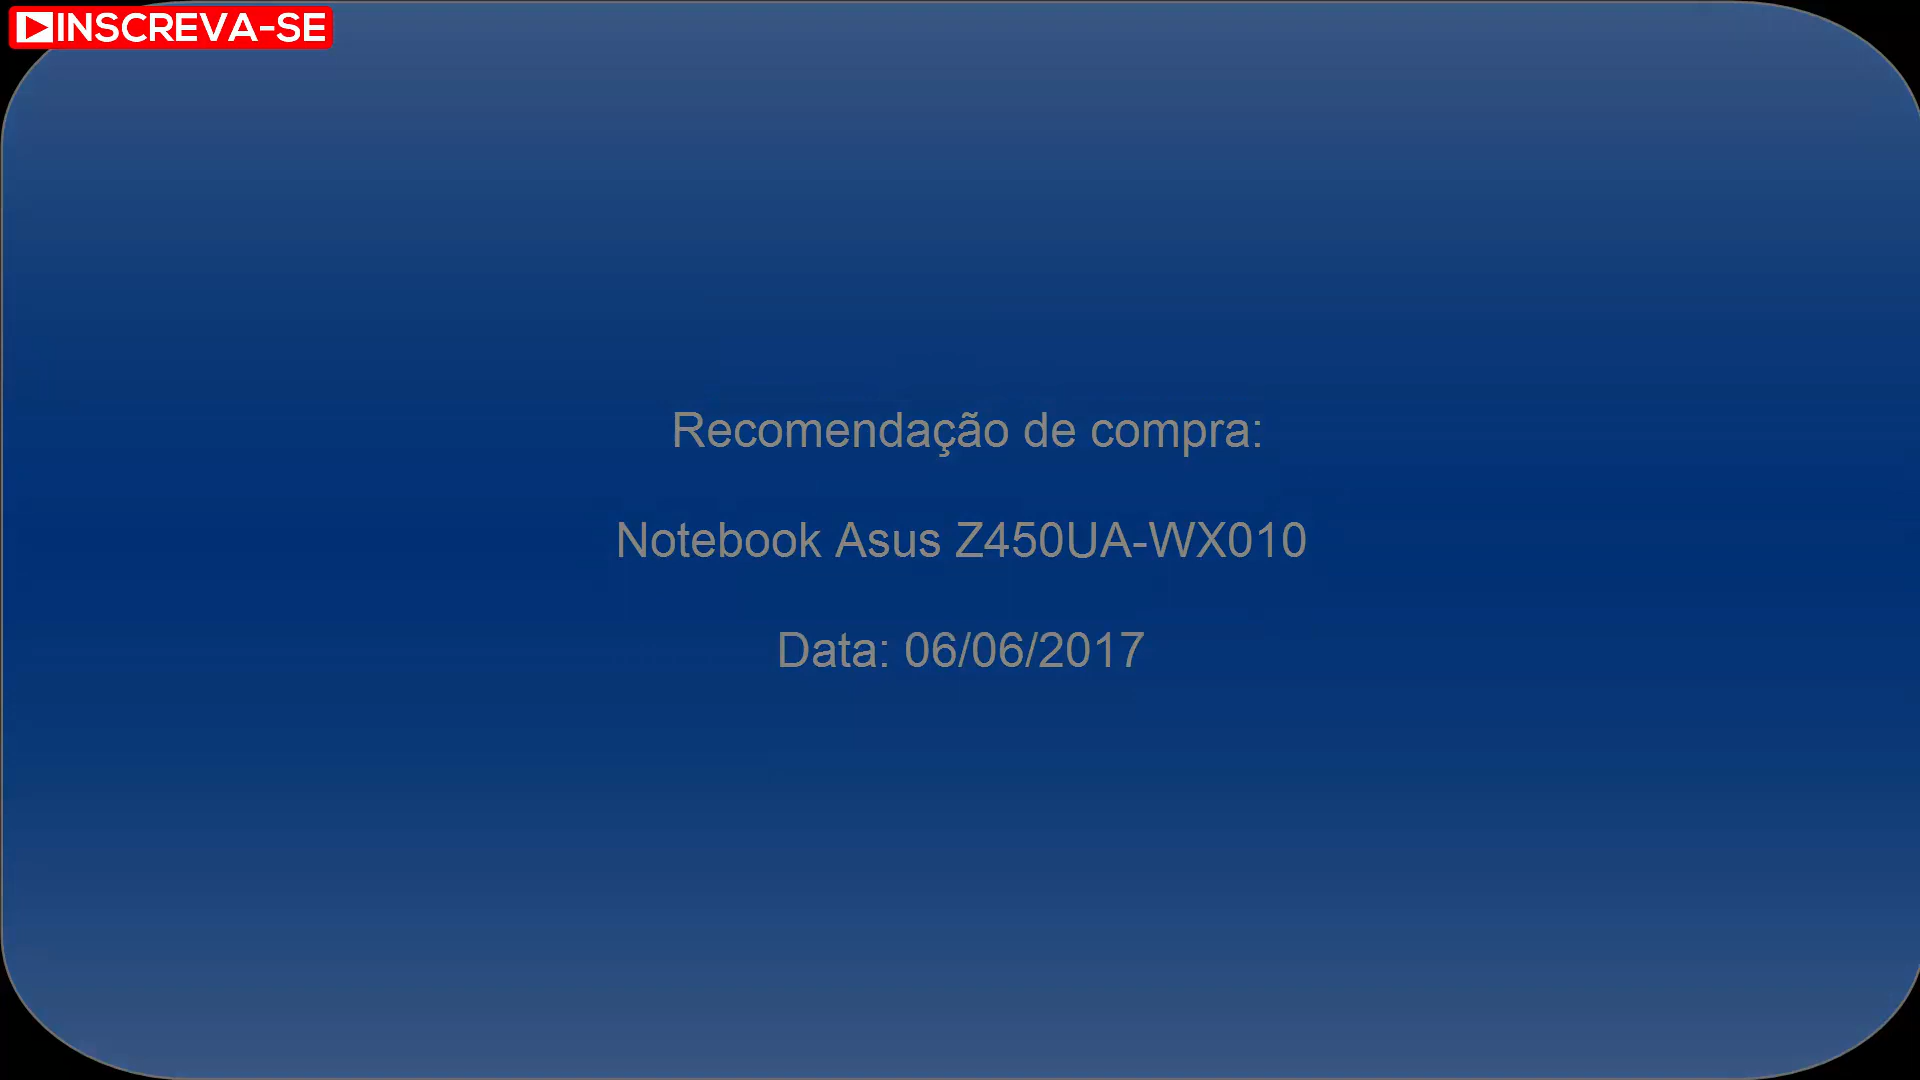 INSCREVA-SE
Recomendação de compra:
Notebook Asus Z450UA-WX010
Data: 06/06/2017